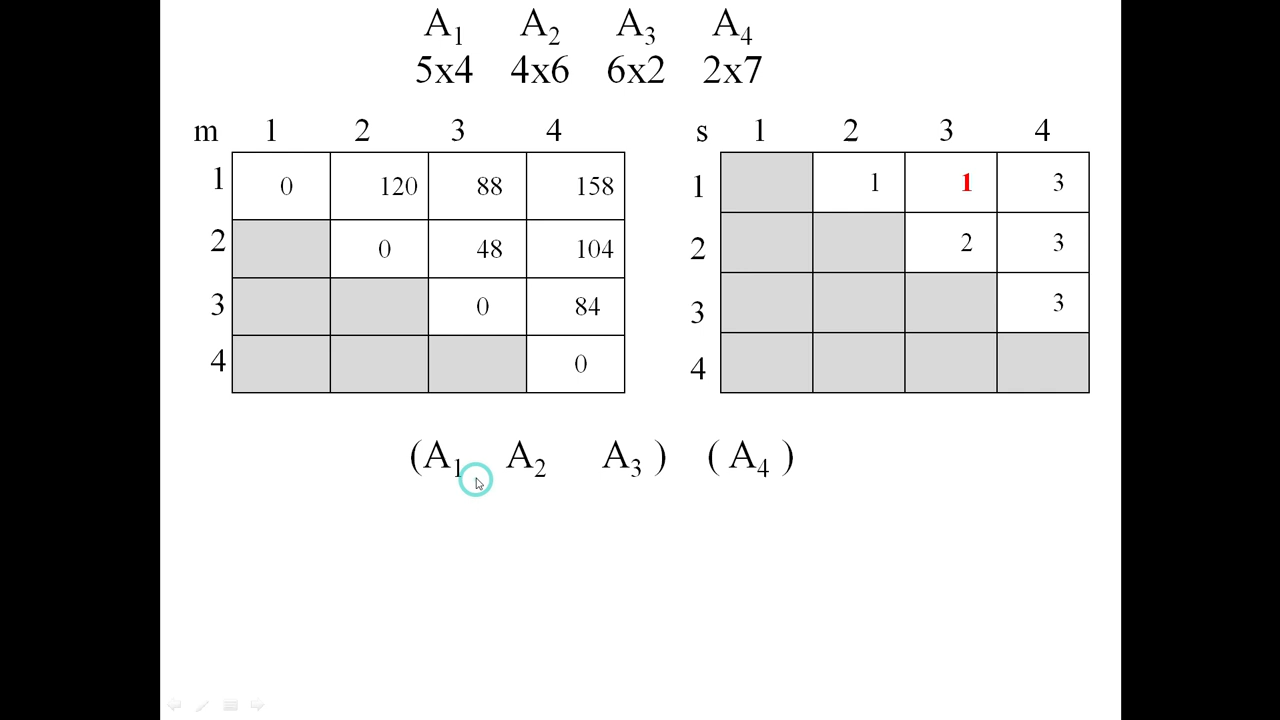 A₁ A₂ A₃ A₄
5x4 4x6 6x2 2x7
m 1 2 3 4
1 0 120 88 158
2 0 48 104
3 0 84
4 0
s 1 2 3 4
1 1 1 3
2 2 3
3 3
4
(A₁ A₂ A₃ ) ( A₄ )